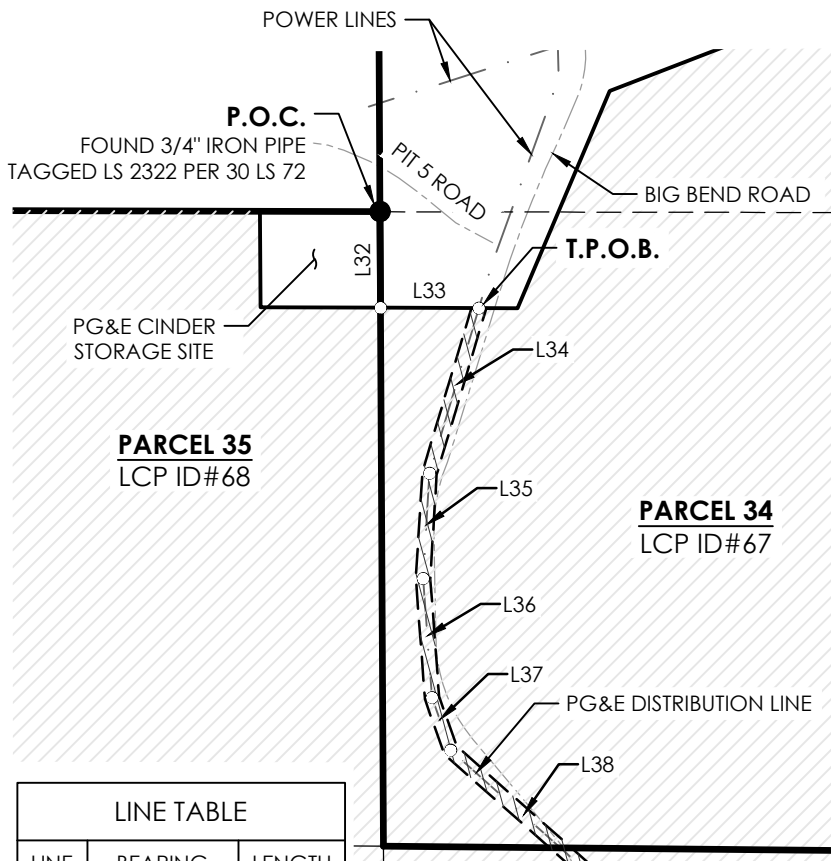 POWER LINES
P.O.C.
FOUND 3/4" IRON PIPE
TAGGED LS 2322 PER 30 LS 72
PIT 5 ROAD
BIG BEND ROAD
L32
T.P.O.B.
L33
PG&E CINDER
STORAGE SITE
L34
PARCEL 35
LCP ID#68
L35
PARCEL 34
LCP ID#67
L36
L37
PG&E DISTRIBUTION LINE
L38
LINE TABLE
LINE BEARING LENGTH